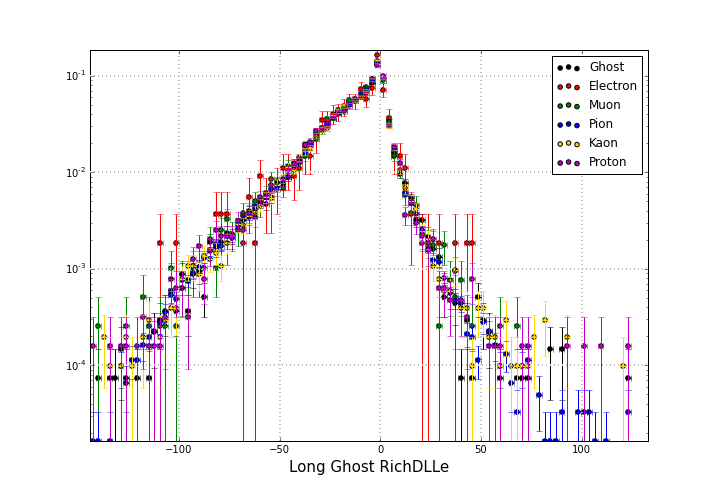 Ghost
Electron
Muon
Pion
Kaon
Proton
10^-1
10^-2
10^-3
10^-4
−100
−50
0
50
100
Long Ghost RichDLLe